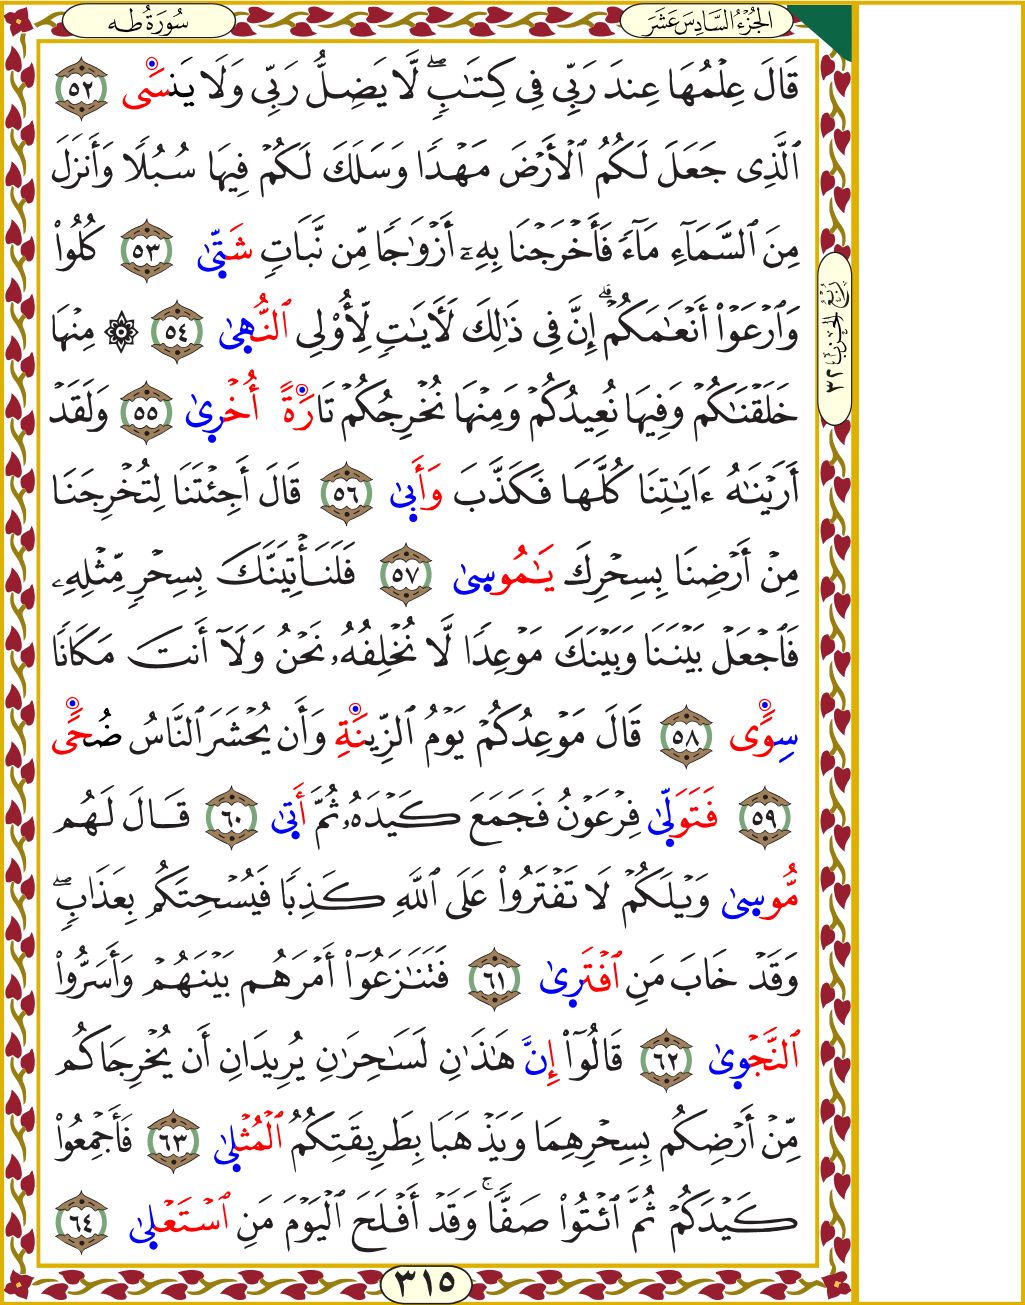 الجُزْءُ السَّادِسَ عَشَرَ
سُورَةُ طه
قَالَ عِلْمُهَا عِندَ رَبِّى فِى كِتَٰبٍۖ لَّا يَضِلُّ رَبِّى وَلَا يَنسَى ٥٢
ٱلَّذِى جَعَلَ لَكُمُ ٱلْأَرْضَ مَهْدًا وَسَلَكَ لَكُمْ فِيهَا سُبُلًا وَأَنزَلَ
مِنَ ٱلسَّمَآءِ مَآءً فَأَخْرَجْنَا بِهِۦٓ أَزْوَٰجًا مِّن نَّبَاتٍ شَتَّىٰ ٥٣ كُلُوا۟
وَٱرْعَوْا۟ أَنْعَٰمَكُمْۗ إِنَّ فِى ذَٰلِكَ لَءَايَٰتٍ لِّأُو۟لِى ٱلنُّهَىٰ ٥٤ ۞ مِنْهَا
خَلَقْنَٰكُمْ وَفِيهَا نُعِيدُكُمْ وَمِنْهَا نُخْرِجُكُمْ تَارَةً أُخْرَىٰ ٥٥ وَلَقَدْ
أَرَيْنَٰهُ ءَايَٰتِنَا كُلَّهَا فَكَذَّبَ وَأَبَىٰ ٥٦ قَالَ أَجِئْتَنَا لِتُخْرِجَنَا
مِنْ أَرْضِنَا بِسِحْرِكَ يَٰمُوسَىٰ ٥٧ فَلَنَأْتِيَنَّكَ بِسِحْرٍ مِّثْلِهِۦ
فَٱجْعَلْ بَيْنَنَا وَبَيْنَكَ مَوْعِدًا لَّا نُخْلِفُهُۥ نَحْنُ وَلَآ أَنتَ مَكَانًا
سِوًى ٥٨ قَالَ مَوْعِدُكُمْ يَوْمُ ٱلزِّينَةِ وَأَن يُحْشَرَ ٱلنَّاسُ ضُحًى
٥٩ فَتَوَلَّىٰ فِرْعَوْنُ فَجَمَعَ كَيْدَهُۥ ثُمَّ أَتَىٰ ٦٠ قَالَ لَهُم
مُّوسَىٰ وَيْلَكُمْ لَا تَفْتَرُوا۟ عَلَى ٱللَّهِ كَذِبًا فَيُسْحِتَكُم بِعَذَابٍۖ
وَقَدْ خَابَ مَنِ ٱفْتَرَىٰ ٦١ فَتَنَٰزَعُوٓا۟ أَمْرَهُم بَيْنَهُمْ وَأَسَرُّوا۟
ٱلنَّجْوَىٰ ٦٢ قَالُوٓا۟ إِنَّ هَٰذَٰنِ لَسَٰحِرَٰنِ يُرِيدَانِ أَن يُخْرِجَاكُم
مِّنْ أَرْضِكُم بِسِحْرِهِمَا وَيَذْهَبَا بِطَرِيقَتِكُمُ ٱلْمُثْلَىٰ ٦٣ فَأَجْمِعُوا۟
كَيْدَكُمْ ثُمَّ ٱئْتُوا۟ صَفًّاۚ وَقَدْ أَفْلَحَ ٱلْيَوْمَ مَنِ ٱسْتَعْلَىٰ ٦٤
رُبُعُ الحِزْبِ ٣٢
٣١٥